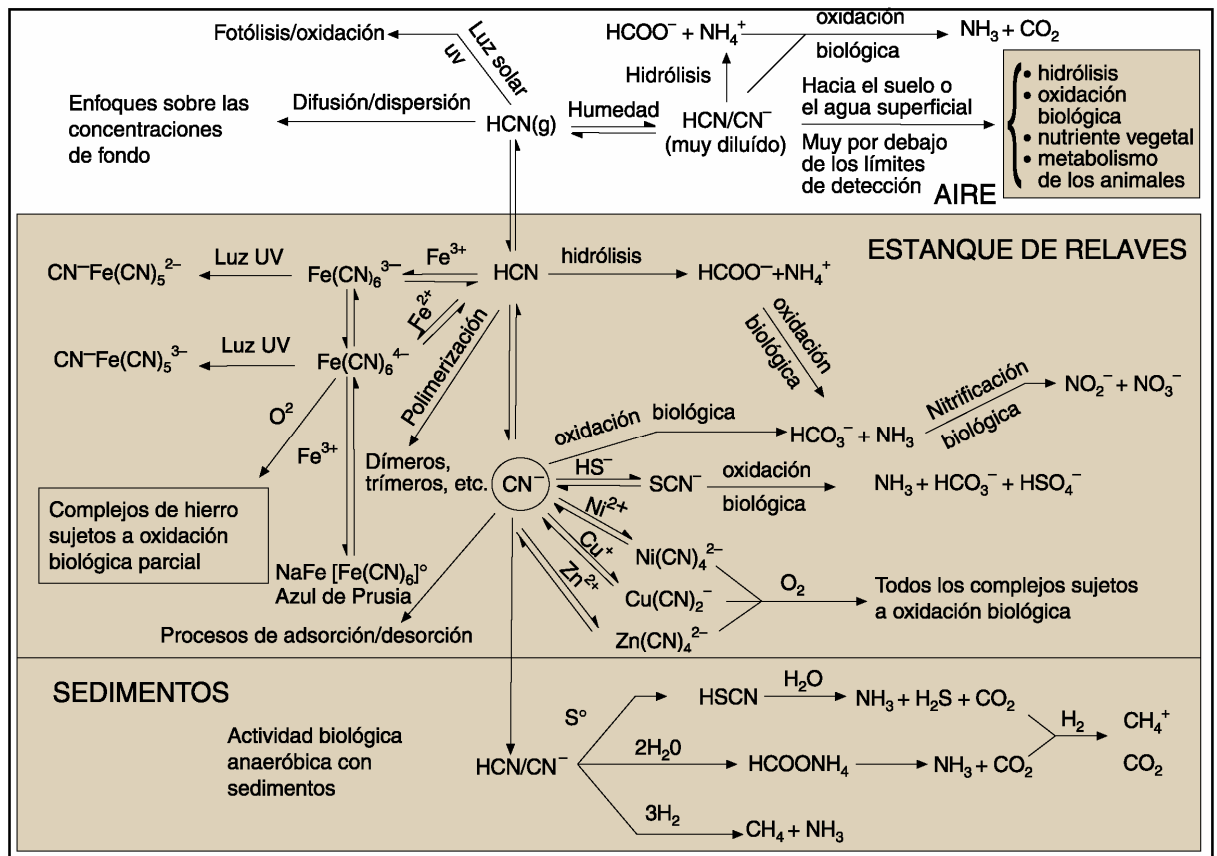 Fotólisis/oxidación
Luz solar
uv
HCOO⁻ + NH₄⁺
oxidación
biológica
NH₃ + CO₂
Enfoques sobre las
concentraciones
de fondo
Difusión/dispersión
HCN(g)
Humedad
Hidrólisis
HCN/CN⁻
(muy diluído)
Hacia el suelo o
el agua superficial
Muy por debajo
de los límites
de detección
• hidrólisis
• oxidación
biológica
• nutriente vegetal
• metabolismo
de los animales
AIRE
ESTANQUE DE RELAVES
CN⁻Fe(CN)₅²⁻
Luz UV
Fe(CN)₆³⁻
Fe³⁺
HCN
hidrólisis
HCOO⁻+NH₄⁺
Fe²⁺
CN⁻Fe(CN)₅³⁻
Luz UV
Fe(CN)₆⁴⁻
Polimerización
oxidación
biológica
O²
Fe³⁺
Dímeros,
trímeros, etc.
CN⁻
oxidación
biológica
HCO₃⁻ + NH₃
Nitrificación
biológica
NO₂⁻ + NO₃⁻
HS⁻
SCN⁻
oxidación
biológica
NH₃ + HCO₃⁻ + HSO₄⁻
Complejos de hierro
sujetos a oxidación
biológica parcial
NaFe [Fe(CN)₆]°
Azul de Prusia
Ni²⁺
Cu⁺
Zn²⁺
Ni(CN)₄²⁻
Cu(CN)₂⁻
Zn(CN)₄²⁻
O₂
Todos los complejos sujetos
a oxidación biológica
Procesos de adsorción/desorción
SEDIMENTOS
Actividad biológica
anaeróbica con
sedimentos
HCN/CN⁻
S°
HSCN
H₂O
NH₃ + H₂S + CO₂
2H₂0
HCOONH₄
NH₃ + CO₂
H₂
CH₄⁺
CO₂
3H₂
CH₄ + NH₃